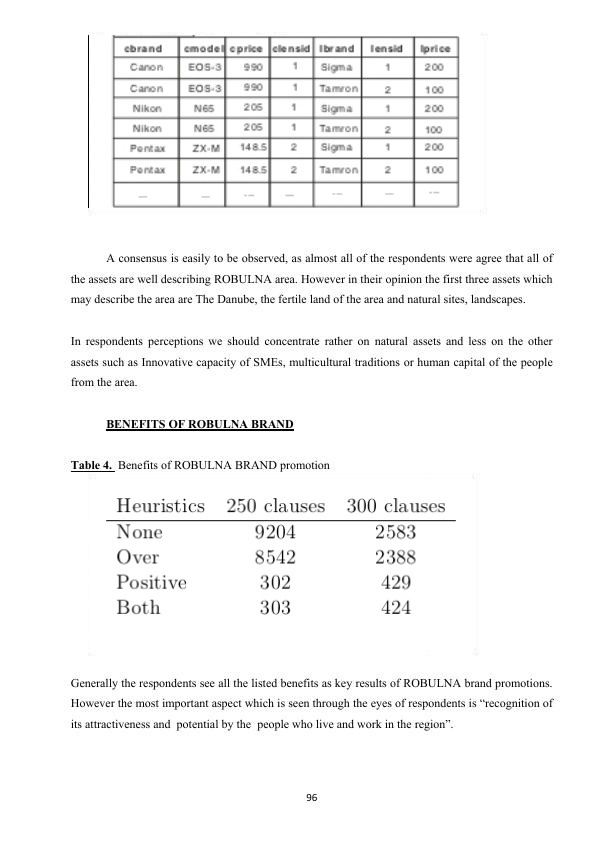 cbrand cmodel cprice clensid lbrand lensid lprice
Canon EOS-3 990 1 Sigma 1 200
Canon EOS-3 990 1 Tamron 2 100
Nikon N65 205 1 Sigma 1 200
Nikon N65 205 1 Tamron 2 100
Pentax ZX-M 148.5 2 Sigma 1 200
Pentax ZX-M 148.5 2 Tamron 2 100
... ... ... ... ... ... ...
A consensus is easily to be observed, as almost all of the respondents were agree that all of
the assets are well describing ROBULNA area. However in their opinion the first three assets which
may describe the area are The Danube, the fertile land of the area and natural sites, landscapes.
In respondents perceptions we should concentrate rather on natural assets and less on the other
assets such as Innovative capacity of SMEs, multicultural traditions or human capital of the people
from the area.
BENEFITS OF ROBULNA BRAND
Table 4. Benefits of ROBULNA BRAND promotion
Heuristics 250 clauses 300 clauses
None 9204 2583
Over 8542 2388
Positive 302 429
Both 303 424
Generally the respondents see all the listed benefits as key results of ROBULNA brand promotions.
However the most important aspect which is seen through the eyes of respondents is “recognition of
its attractiveness and potential by the people who live and work in the region”.
96